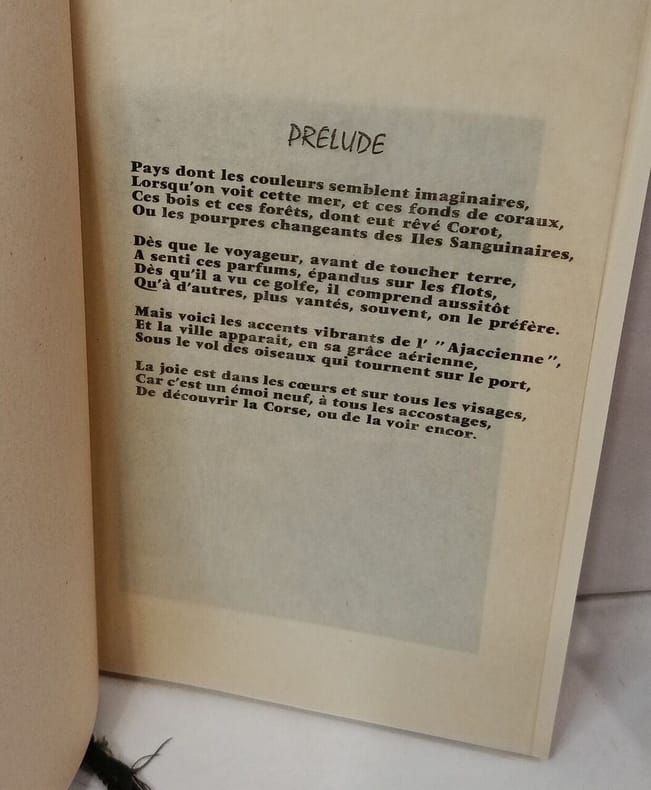 PRÉLUDE
Pays dont les couleurs semblent imaginaires,
Lorsqu'on voit cette mer, et ces fonds de coraux,
Ces bois et ces forêts, dont eut rêvé Corot,
Ou les pourpres changeants des Iles Sanguinaires,
Dès que le voyageur, avant de toucher terre,
A senti ces parfums, épandus sur les flots,
Dès qu'il a vu ce golfe, il comprend aussitôt
Qu'à d'autres, plus vantés, souvent, on le préfère.
Mais voici les accents vibrants de l' "Ajaccienne",
Et la ville apparait, en sa grâce aérienne,
Sous le vol des oiseaux qui tournent sur le port,
La joie est dans les cœurs et sur tous les visages,
Car c'est un émoi neuf, à tous les accostages,
De découvrir la Corse, ou de la voir encor.